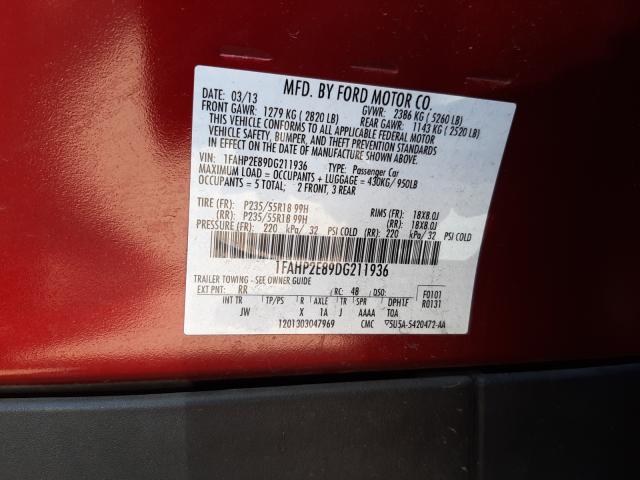 MFD. BY FORD MOTOR CO.
DATE: 03/13 GVWR: 2386 KG ( 5260 LB)
FRONT GAWR: 1279 KG ( 2820 LB) REAR GAWR: 1143 KG ( 2520 LB)
THIS VEHICLE CONFORMS TO ALL APPLICABLE FEDERAL MOTOR
VEHICLE SAFETY, BUMPER, AND THEFT PREVENTION STANDARDS
IN EFFECT ON THE DATE OF MANUFACTURE SHOWN ABOVE.
VIN: 1FAHP2E89DG211936 TYPE: Passenger Car
MAXIMUM LOAD = OCCUPANTS + LUGGAGE = 430KG/ 950LB
OCCUPANTS = 5 TOTAL; 2 FRONT, 3 REAR
TIRE (FR): P235/55R18 99H RIMS (FR): 18X8.0J
(RR): P235/55R18 99H (RR): 18X8.0J
PRESSURE (FR): 220 kPa/ 32 PSI COLD (RR): 220 kPa/ 32 PSI COLD
1FAHP2E89DG211936
TRAILER TOWING - SEE OWNER GUIDE
EXT PNT: RR RC: 48 DSO: F0101
INT TR TP/PS R AXLE TR SPR R0131
JW X 1A J AAAA
1201303047969 CMC